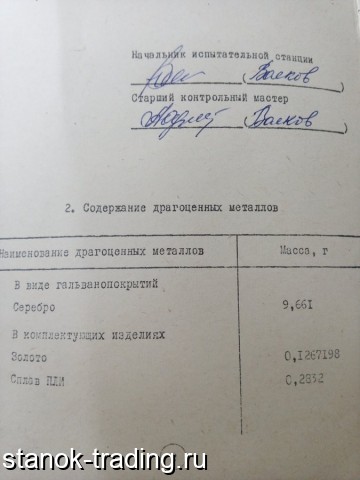 Начальник испытательной станции
(Волков)
Старший контрольный мастер
(Волков)
2. Содержание драгоценных металлов
Наименование драгоценных металлов Масса, г
В виде гальванопокрытий
Серебро 9,661
В комплектующих изделиях
Золото 0,1267198
Сплав ПЛИ 0,2832
stanok-trading.ru